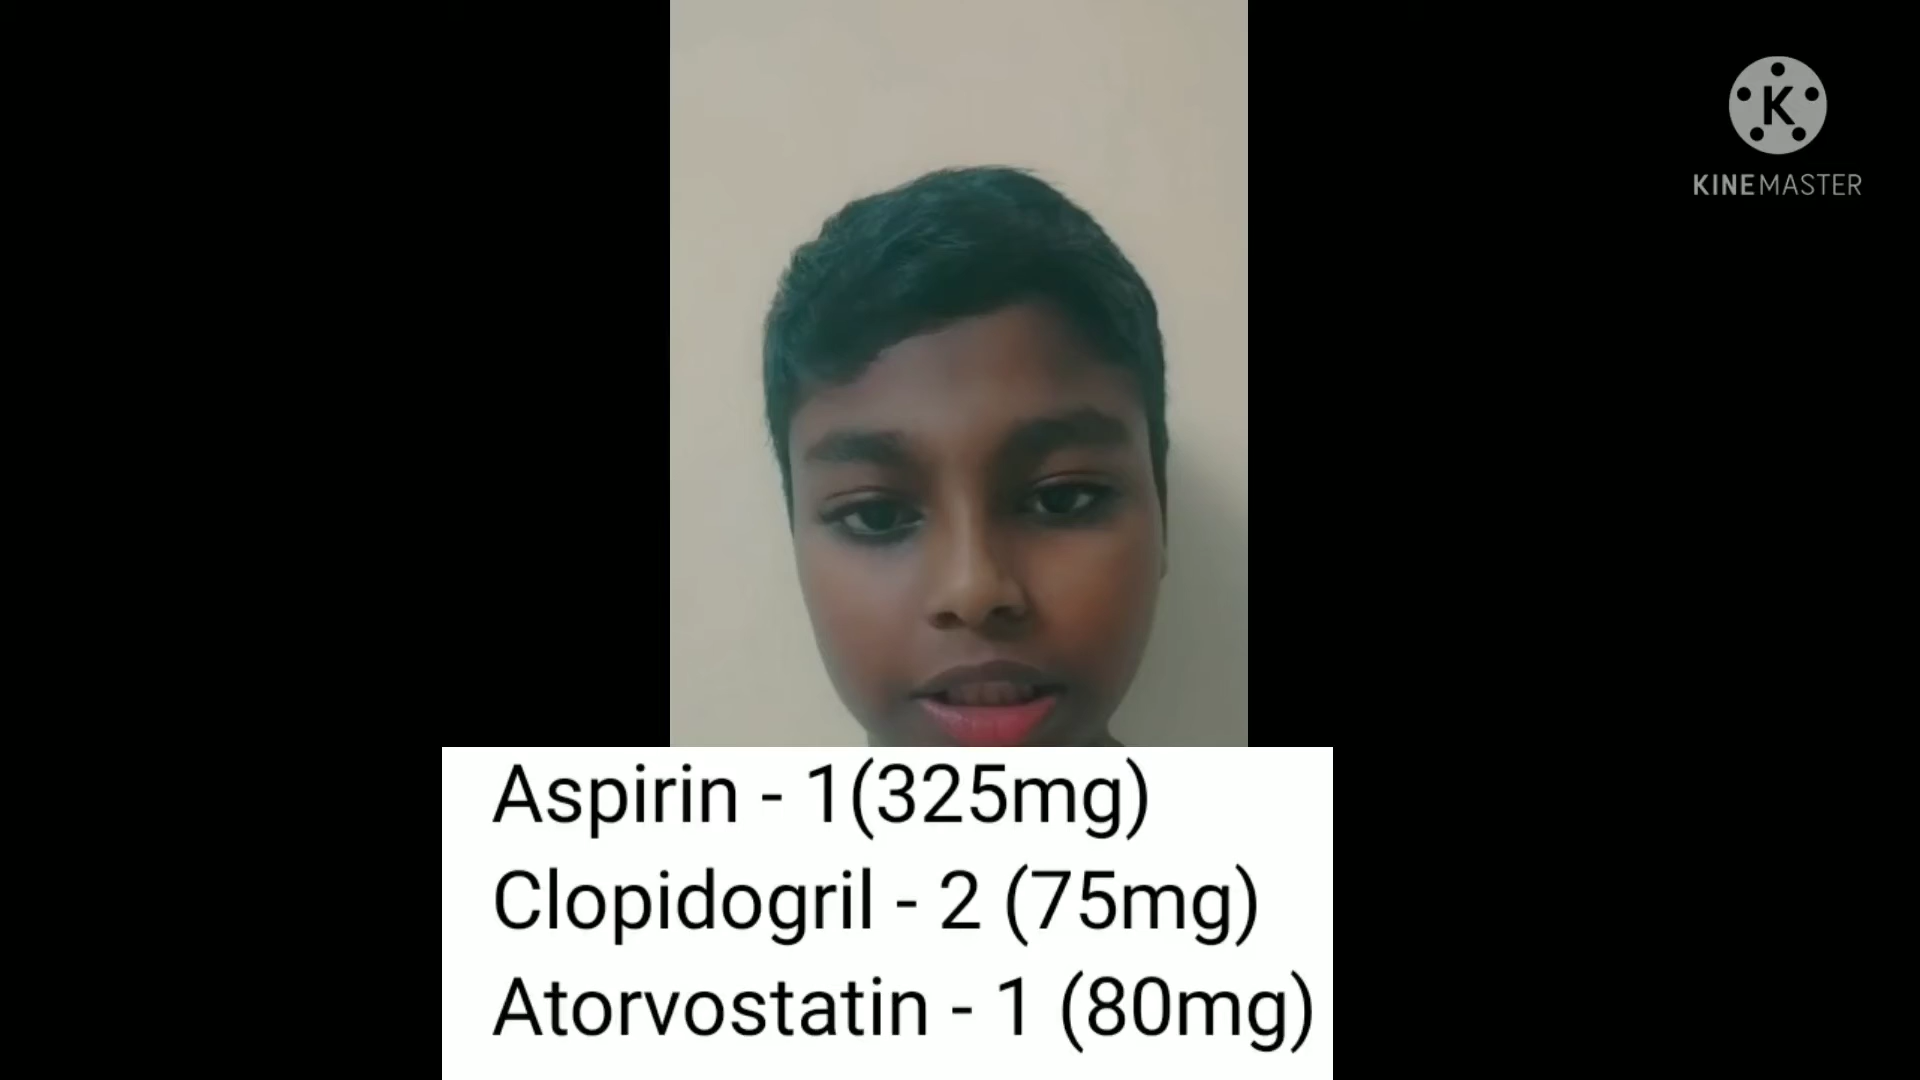 K
KINEMASTER
Aspirin - 1(325mg)
Clopidogril - 2 (75mg)
Atorvostatin - 1 (80mg)